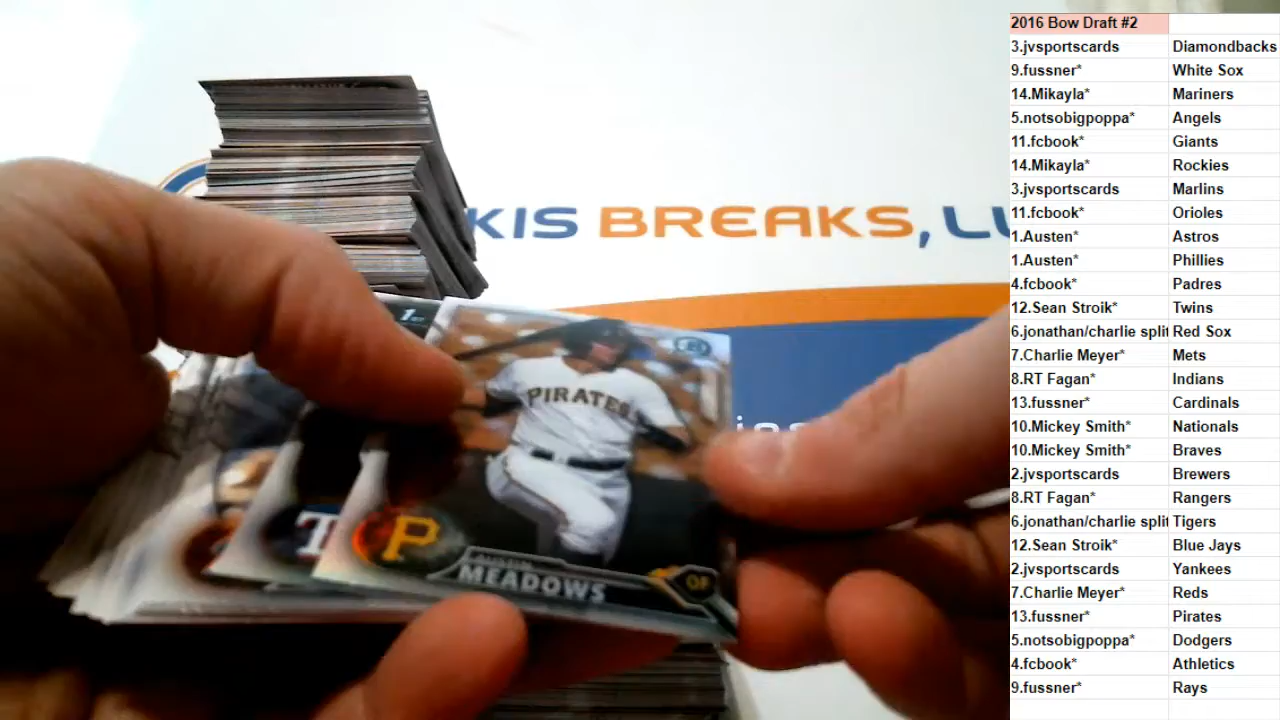 KIS BREAKS, LU
1st
PIRATES
P
T
AUSTIN
MEADOWS
OF
2016 Bow Draft #2
3.jvsportscards Diamondbacks
9.fussner* White Sox
14.Mikayla* Mariners
5.notsobigpoppa* Angels
11.fcbook* Giants
14.Mikayla* Rockies
3.jvsportscards Marlins
11.fcbook* Orioles
1.Austen* Astros
1.Austen* Phillies
4.fcbook* Padres
12.Sean Stroik* Twins
6.jonathan/charlie split Red Sox
7.Charlie Meyer* Mets
8.RT Fagan* Indians
13.fussner* Cardinals
10.Mickey Smith* Nationals
10.Mickey Smith* Braves
2.jvsportscards Brewers
8.RT Fagan* Rangers
6.jonathan/charlie split Tigers
12.Sean Stroik* Blue Jays
2.jvsportscards Yankees
7.Charlie Meyer* Reds
13.fussner* Pirates
5.notsobigpoppa* Dodgers
4.fcbook* Athletics
9.fussner* Rays